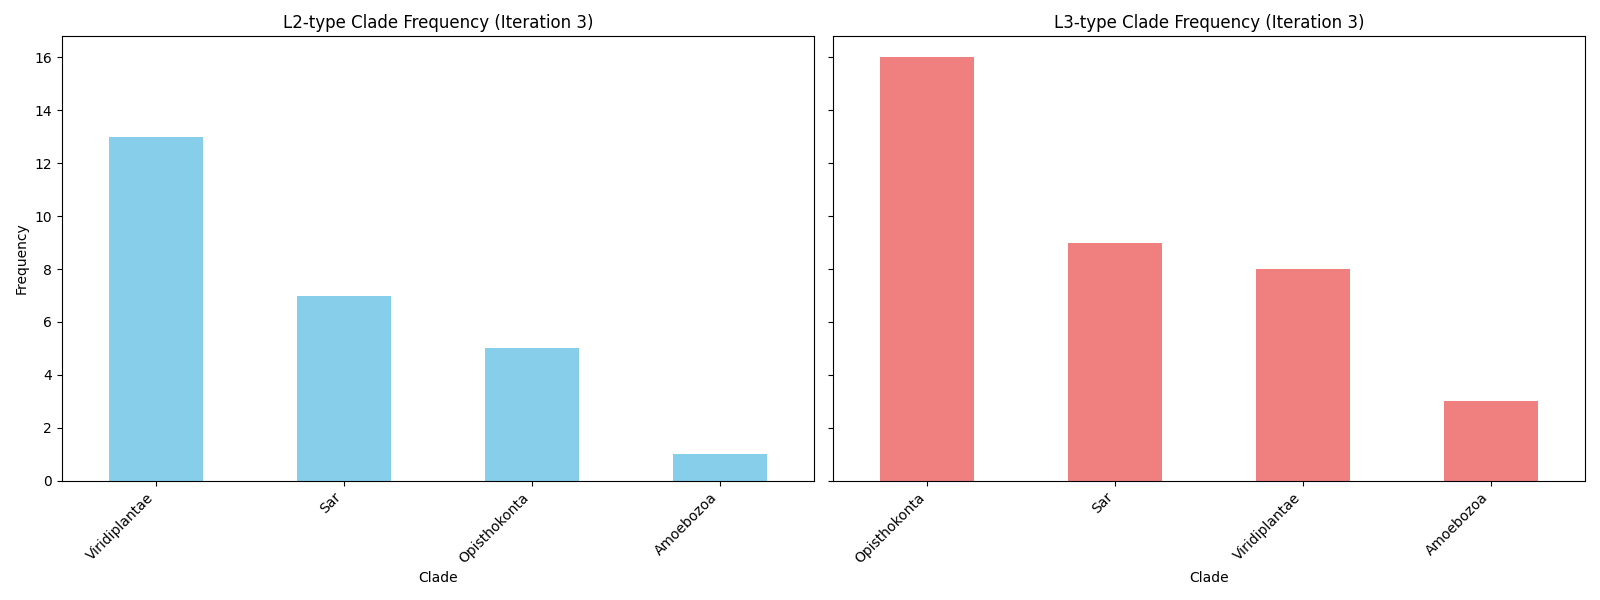 L2-type Clade Frequency (Iteration 3)
L3-type Clade Frequency (Iteration 3)
Frequency
16
14
12
10
8
6
4
2
0
Viridiplantae
Sar
Opisthokonta
Amoebozoa
Opisthokonta
Sar
Viridiplantae
Amoebozoa
Clade
Clade